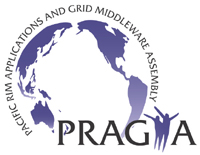 PACIFIC RIM APPLICATIONS AND GRID MIDDLEWARE ASSEMBLY
PRAGMA